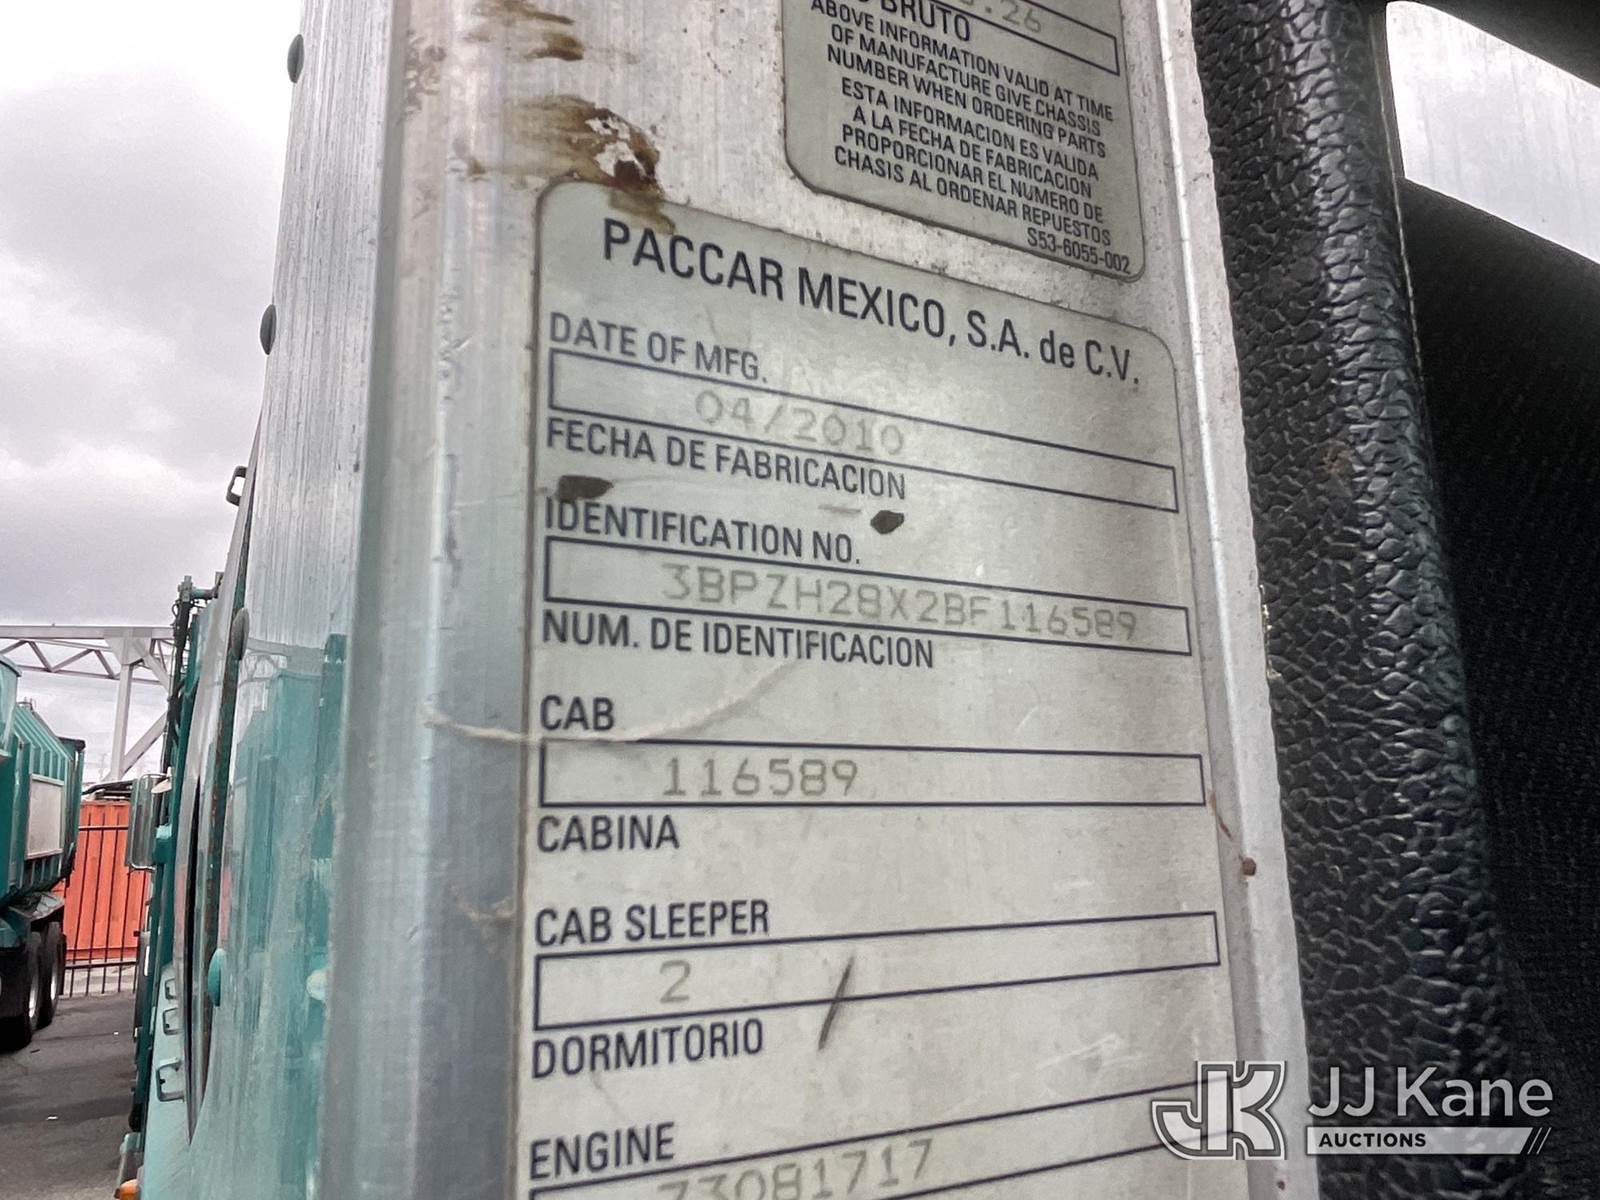 .26
BRUTO
ABOVE INFORMATION VALID AT TIME
OF MANUFACTURE GIVE CHASSIS
NUMBER WHEN ORDERING PARTS
ESTA INFORMACION ES VALIDA
A LA FECHA DE FABRICACION
PROPORCIONAR EL NUMERO DE
CHASIS AL ORDENAR REPUESTOS
S53-6055-002
PACCAR MEXICO, S.A. de C.V.
DATE OF MFG.
04/2010
FECHA DE FABRICACION
IDENTIFICATION NO.
3BPZH28X2BF116589
NUM. DE IDENTIFICACION
CAB
116589
CABINA
CAB SLEEPER
2
DORMITORIO
ENGINE
73081717
JK
JJ Kane
AUCTIONS